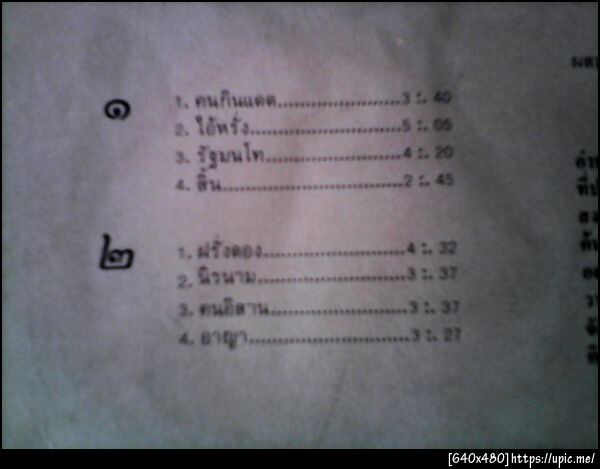 ๑
1. คนกินแดด..............................3 :. 40
2. ไอ้หรั่ง.....................................5 :. 05
3. รัฐมนโท.................................4 :. 20
4. สิ้น...........................................2 :. 45
๒
1. ฝรั่งดอง..................................4 :. 32
2. นิรนาม....................................3 :. 37
3. คนอีสาน.................................3 :. 37
4. อาญา.......................................3 :. 27
[640x480]https://upic.me/